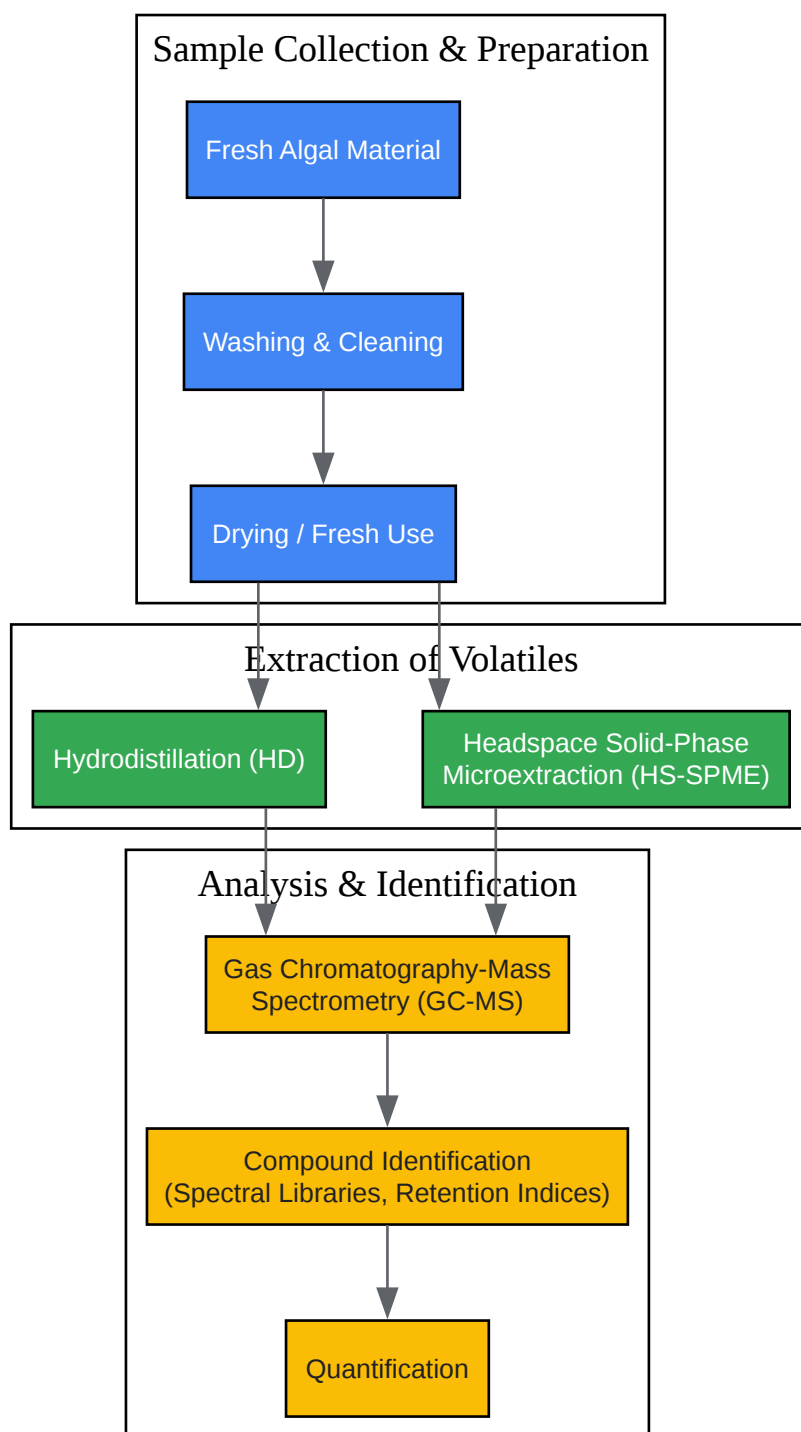 Sample Collection & Preparation
Fresh Algal Material
Washing & Cleaning
Drying / Fresh Use
Extraction of Volatiles
Hydrodistillation (HD)
Headspace Solid-Phase
Microextraction (HS-SPME)
Analysis & Identification
Gas Chromatography-Mass
Spectrometry (GC-MS)
Compound Identification
(Spectral Libraries, Retention Indices)
Quantification